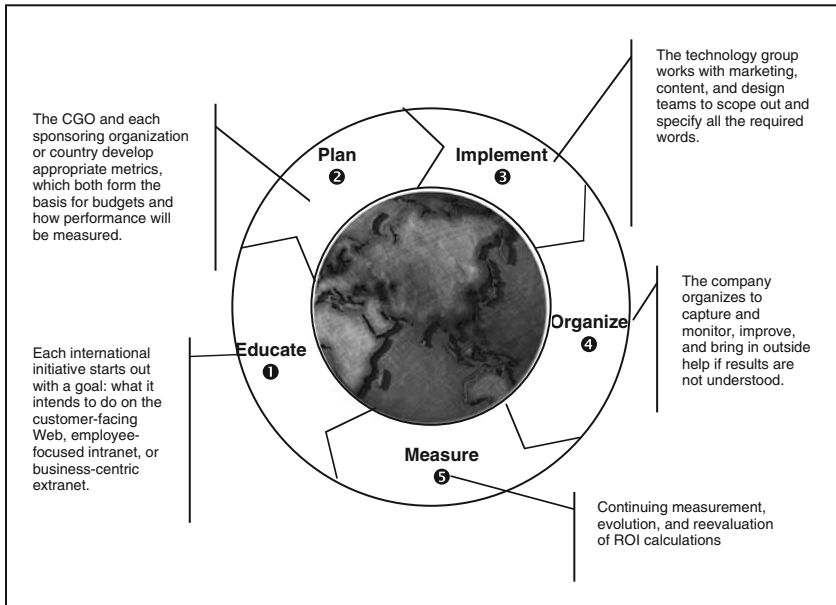 The technology group
works with marketing,
content, and design
teams to scope out and
specify all the required
words.
The CGO and each
sponsoring organization
or country develop
appropriate metrics,
which both form the
basis for budgets and
how performance will
be measured.
Plan
❷
Implement
❸
The company
organizes to
capture and
monitor, improve,
and bring in outside
help if results are
not understood.
Organize
❹
Educate
❶
Each international
initiative starts out
with a goal: what it
intends to do on the
customer-facing
Web, employee-
focused intranet, or
business-centric
extranet.
Measure
❺
Continuing measurement,
evolution, and reevaluation
of ROI calculations